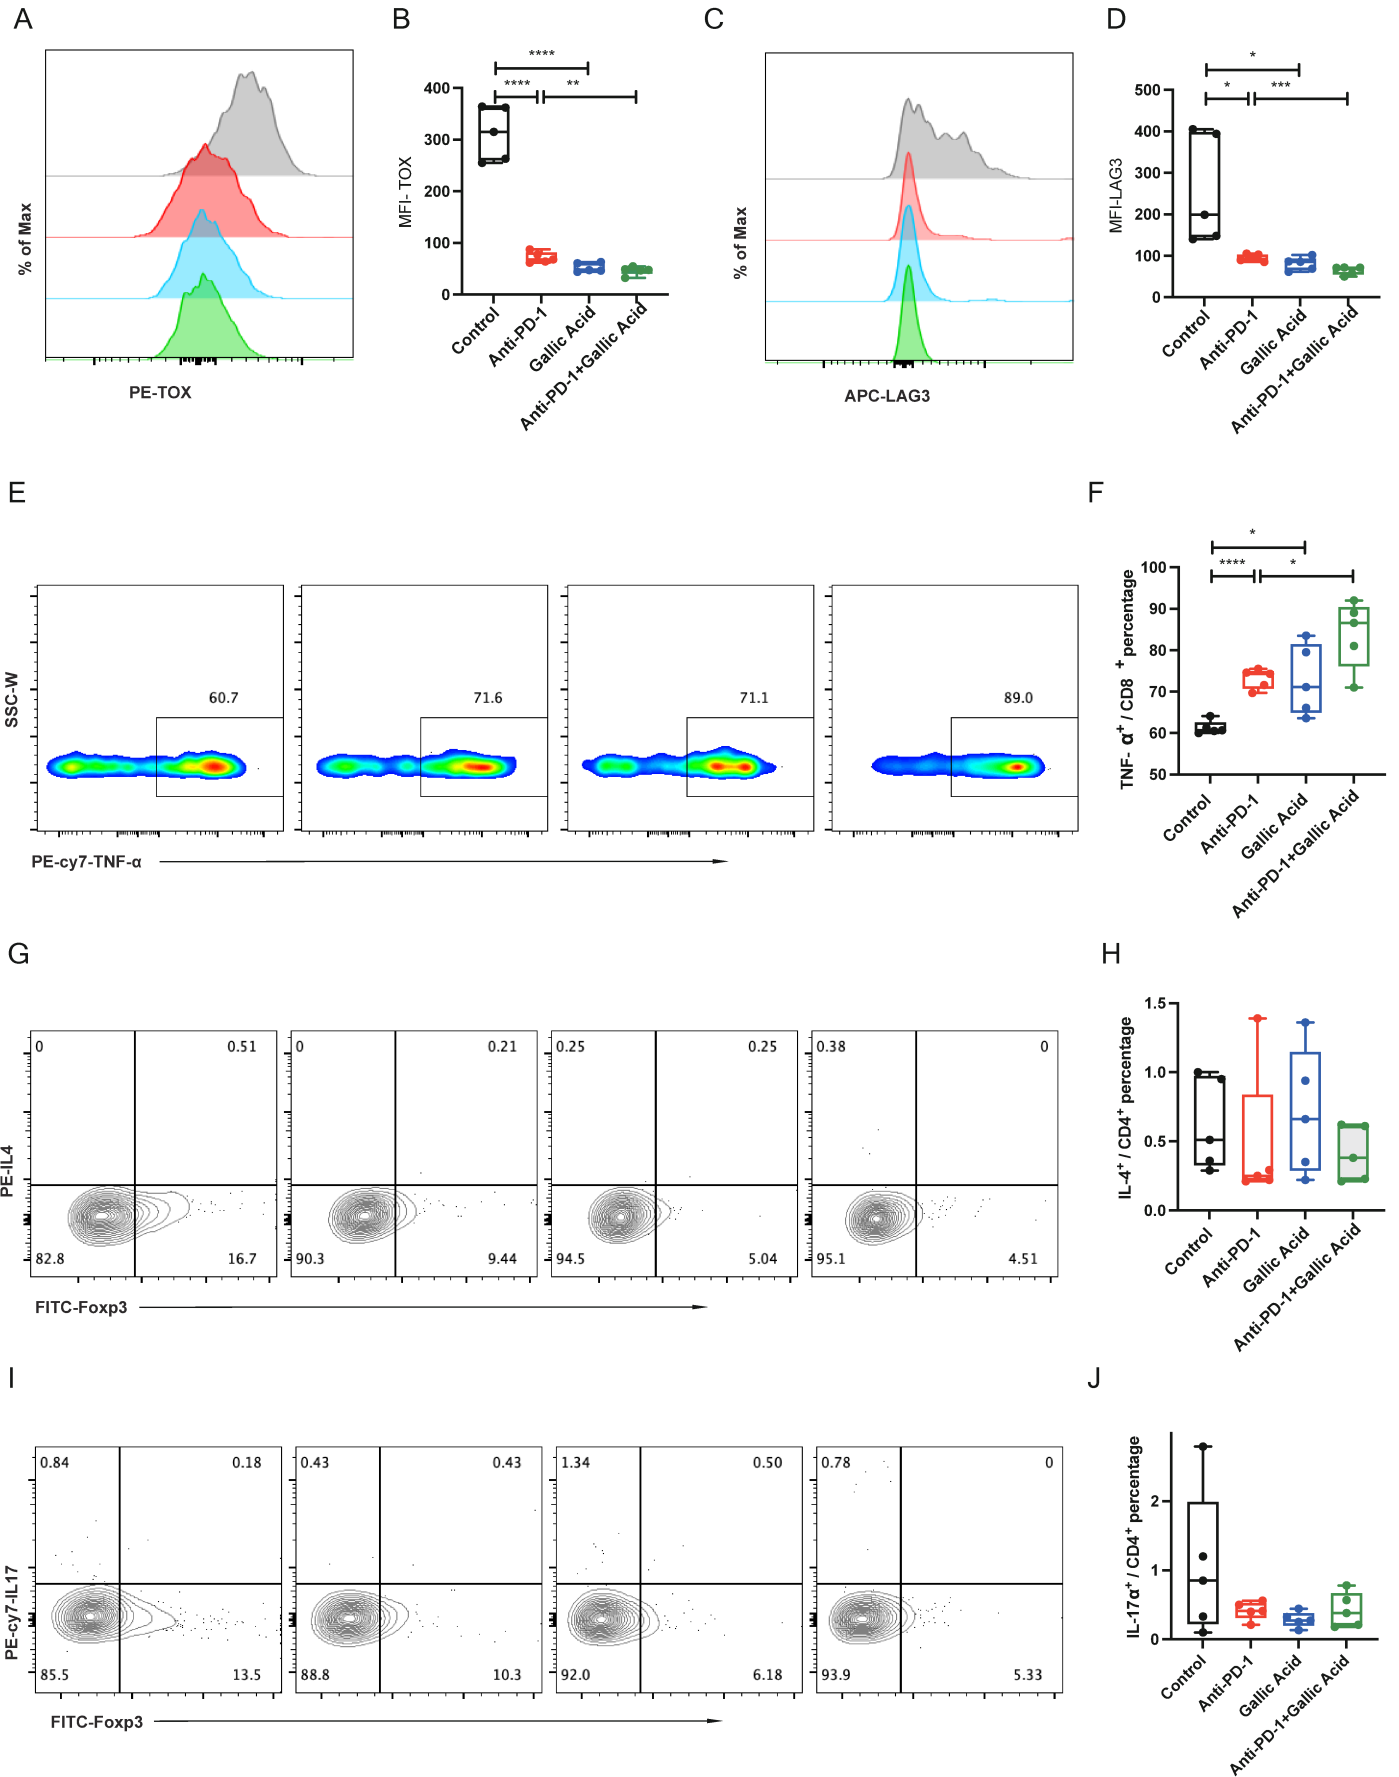 A
% of Max
PE-TOX
B
**** 
**** **
MFI- TOX
400
300
200
100
0
Control
Anti-PD-1
Gallic Acid
Anti-PD-1+Gallic Acid
C
% of Max
APC-LAG3
D
*
* ***
MFI-LAG3
500
400
300
200
100
0
Control
Anti-PD-1
Gallic Acid
Anti-PD-1+Gallic Acid
E
SSC-W
60.7 71.6 71.1 89.0
PE-cy7-TNF-α
F
*
**** *
TNF- α+ / CD8 + percentage
100
90
80
70
60
50
Control
Anti-PD-1
Gallic Acid
Anti-PD-1+Gallic Acid
G
PE-IL4
0 0.51 0 0.21 0.25 0.25 0.38 0
82.8 16.7 90.3 9.44 94.5 5.04 95.1 4.51
FITC-Foxp3
H
IL-4+ / CD4+ percentage
1.5
1.0
0.5
0.0
Control
Anti-PD-1
Gallic Acid
Anti-PD-1+Gallic Acid
I
PE-cy7-IL17
0.84 0.18 0.43 0.43 1.34 0.50 0.78 0
85.5 13.5 88.8 10.3 92.0 6.18 93.9 5.33
FITC-Foxp3
J
IL-17α+ / CD4+ percentage
2
1
0
Control
Anti-PD-1
Gallic Acid
Anti-PD-1+Gallic Acid